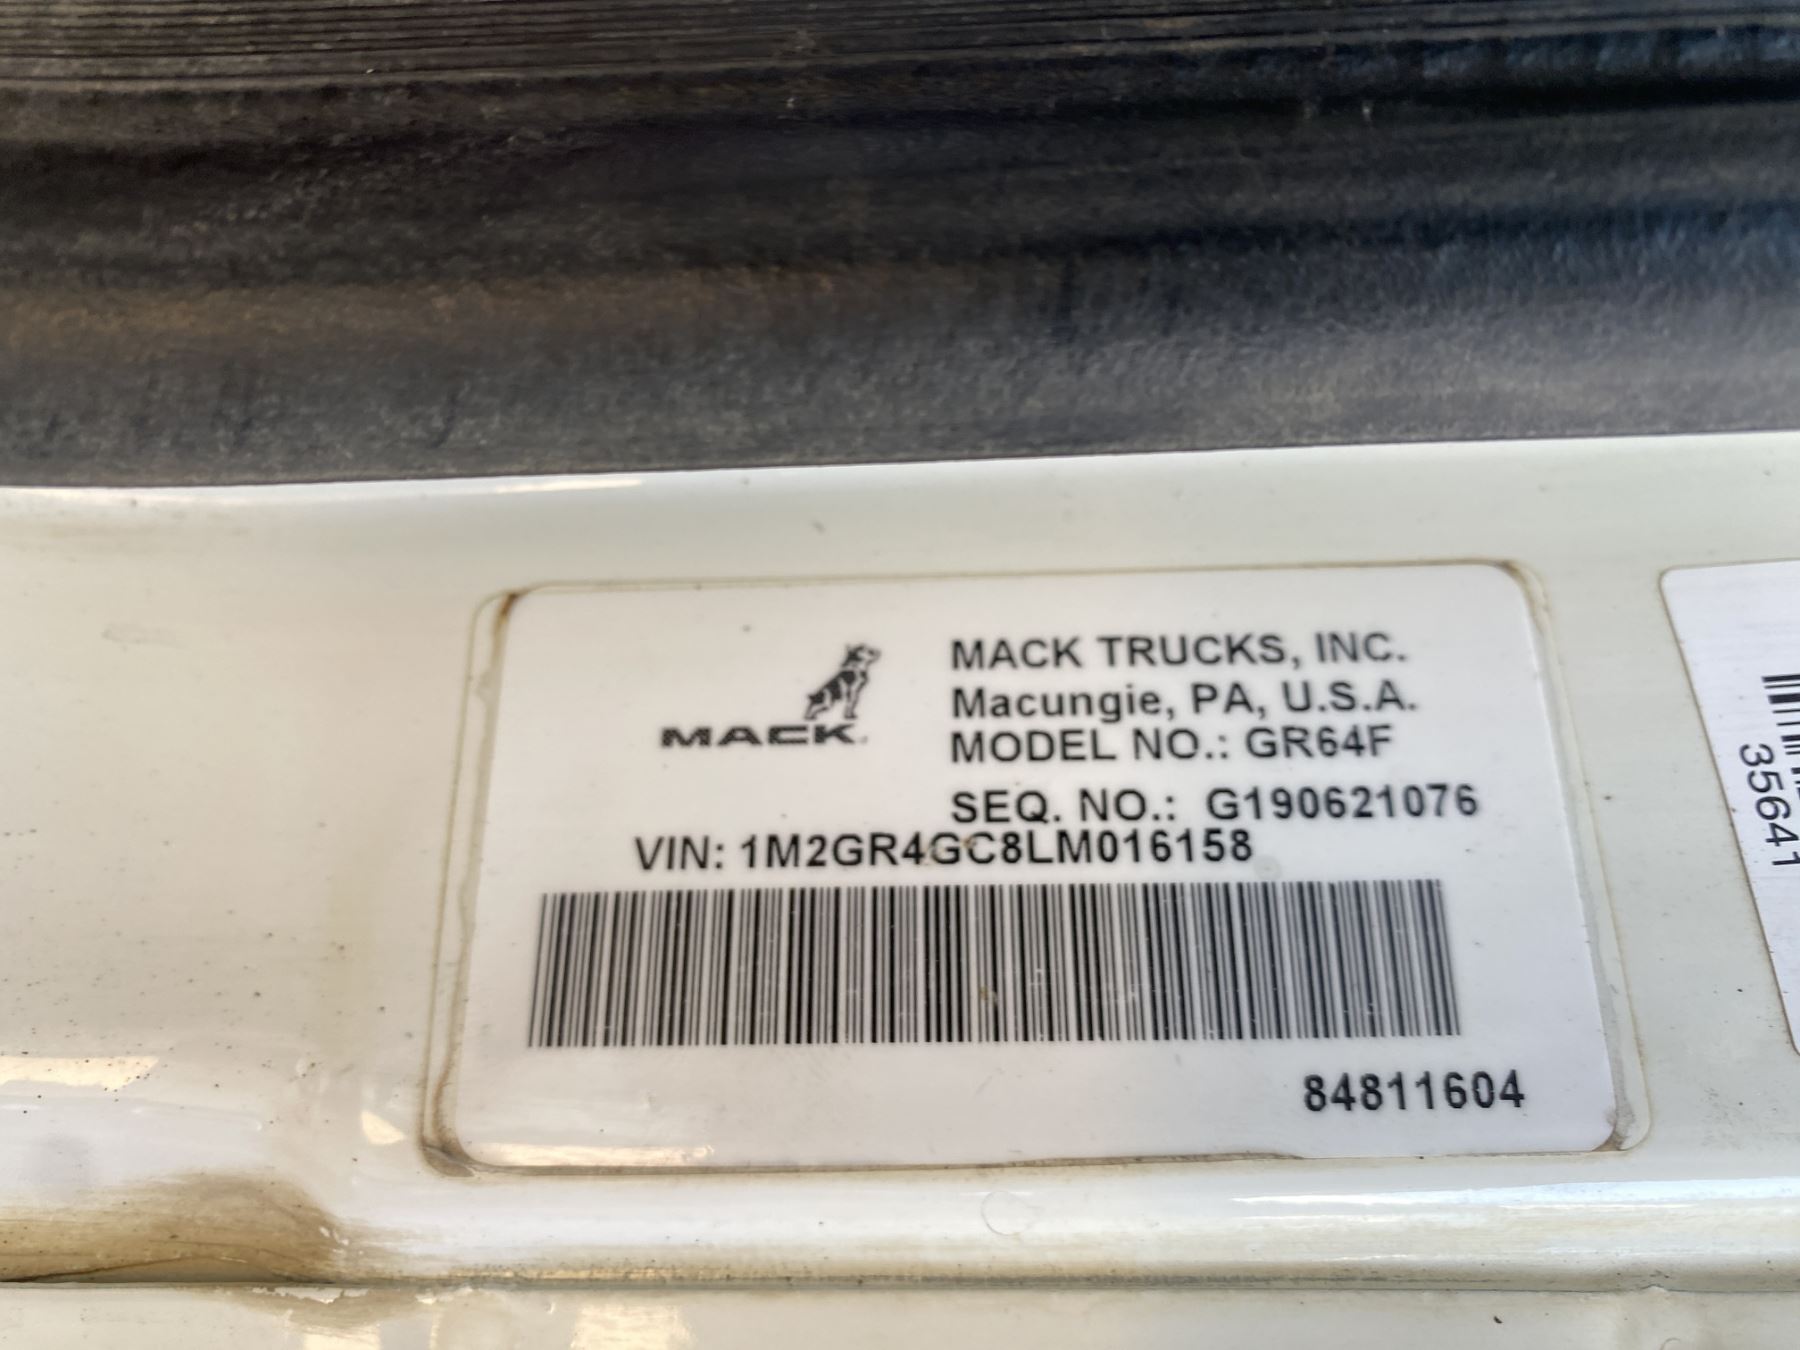 MACK
MACK TRUCKS, INC.
Macungie, PA, U.S.A.
MODEL NO.: GR64F
SEQ. NO.: G190621076
VIN: 1M2GR4GC8LM016158
84811604
35641